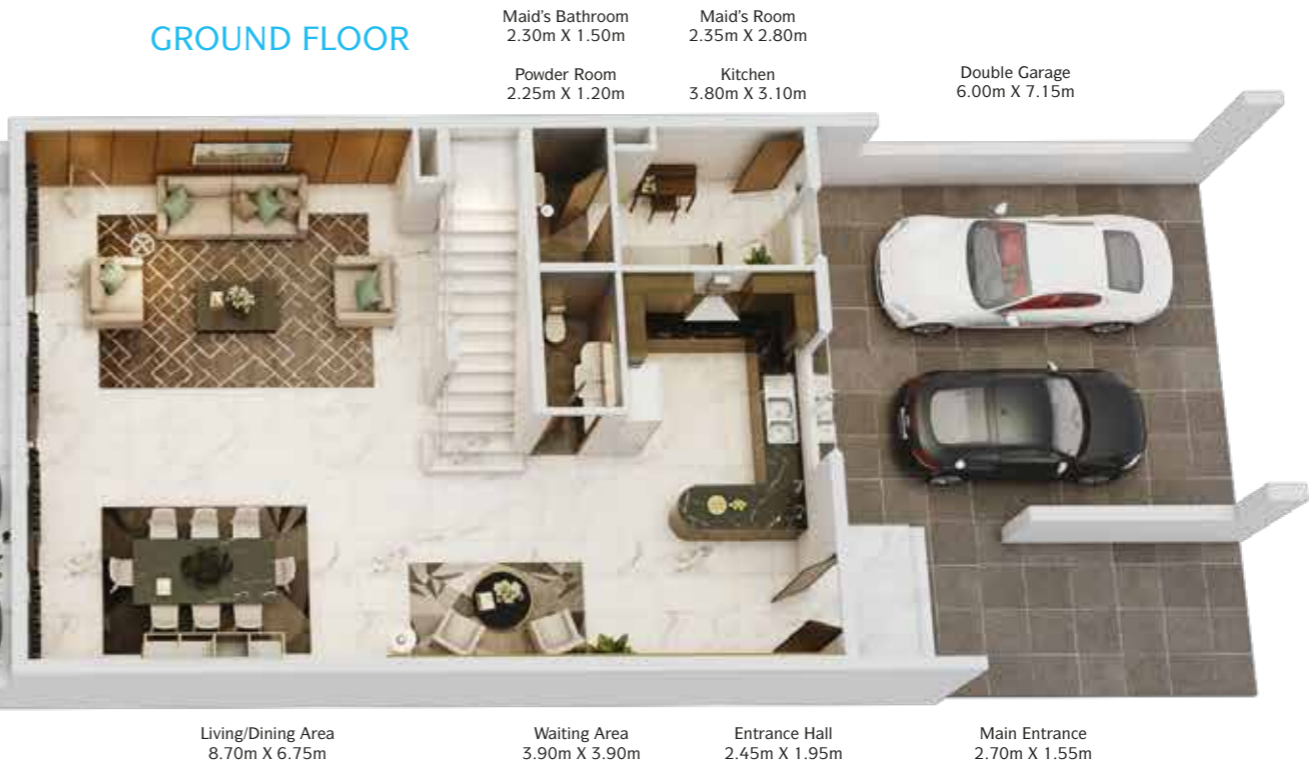 GROUND FLOOR
Maid's Bathroom
2.30m X 1.50m
Maid's Room
2.35m X 2.80m
Powder Room
2.25m X 1.20m
Kitchen
3.80m X 3.10m
Double Garage
6.00m X 7.15m
Living/Dining Area
8.70m X 6.75m
Waiting Area
3.90m X 3.90m
Entrance Hall
2.45m X 1.95m
Main Entrance
2.70m X 1.55m